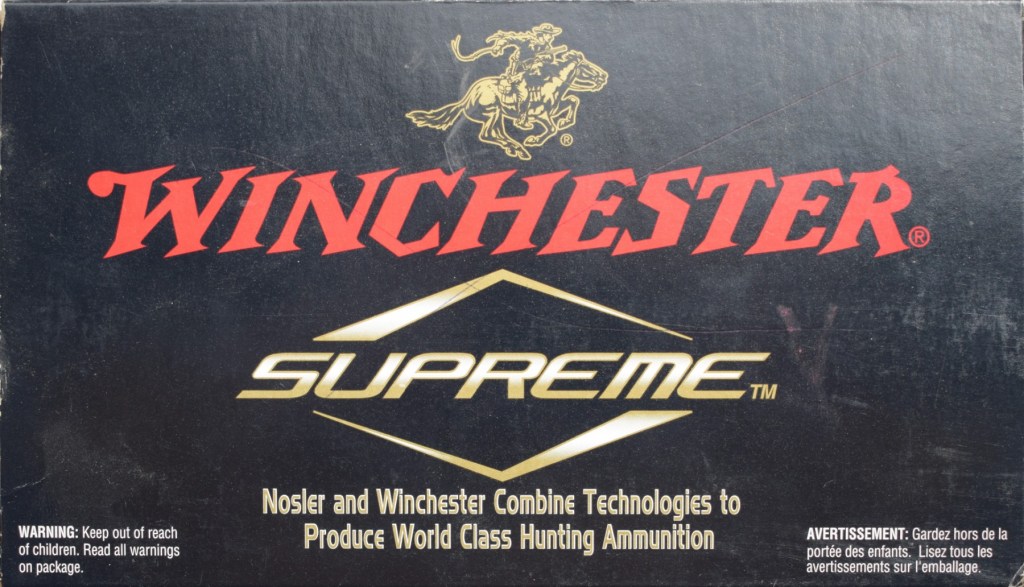 WINCHESTER®
SUPREME™
Nosler and Winchester Combine Technologies to
Produce World Class Hunting Ammunition
WARNING: Keep out of reach
of children. Read all warnings
on package.
AVERTISSEMENT: Gardez hors de la
portée des enfants. Lisez tous les
avertissements sur l'emballage.